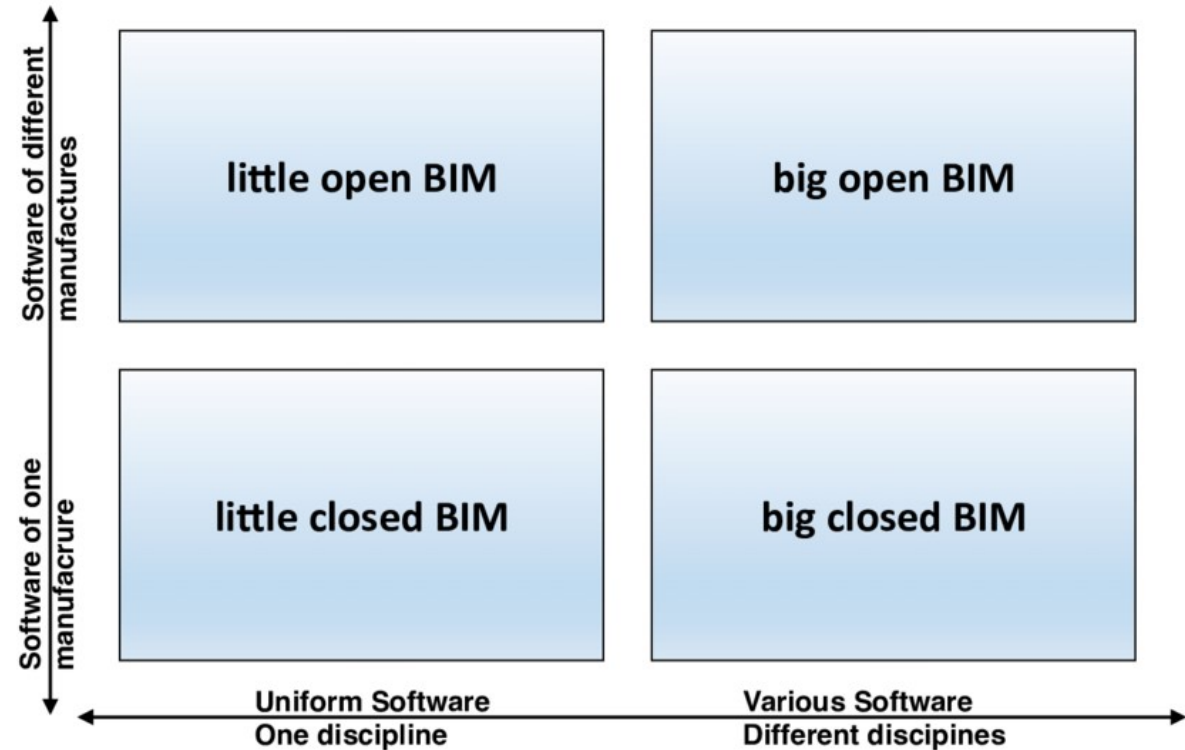 Software of different
manufactures
little open BIM
big open BIM
Software of one
manufacrure
little closed BIM
big closed BIM
Uniform Software
One discipline
Various Software
Different discipines